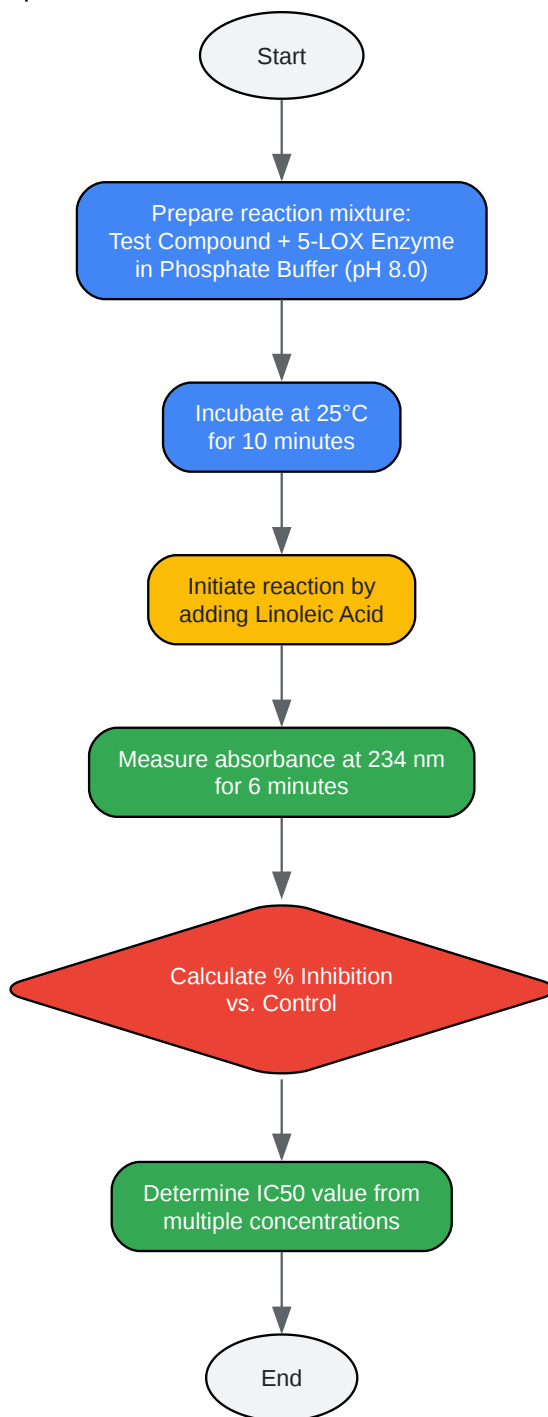 Start
Prepare reaction mixture:
Test Compound + 5-LOX Enzyme
in Phosphate Buffer (pH 8.0)
Incubate at 25°C
for 10 minutes
Initiate reaction by
adding Linoleic Acid
Measure absorbance at 234 nm
for 6 minutes
Calculate % Inhibition
vs. Control
Determine IC50 value from
multiple concentrations
End